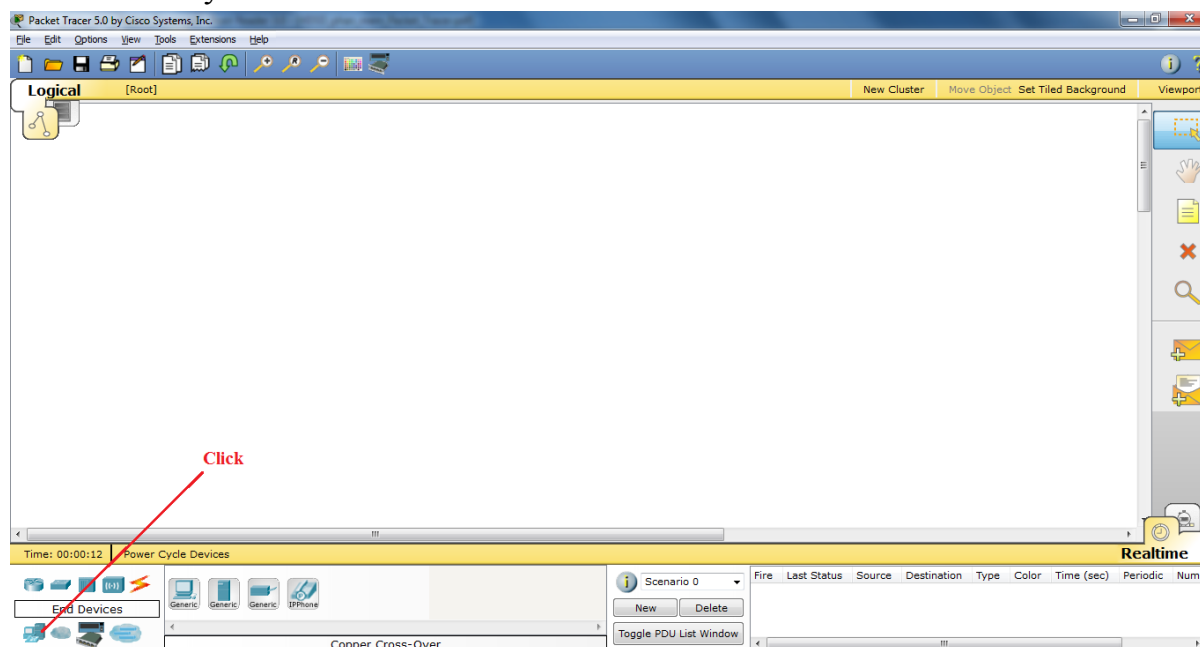 Packet Tracer 5.0 by Cisco Systems, Inc.
File Edit Options View Tools Extensions Help
Logical [Root] New Cluster Move Object Set Tiled Background Viewport
Click
Time: 00:00:12 Power Cycle Devices Realtime
End Devices
Generic Generic Generic IPPhone
Copper Cross-Over
Scenario 0
New Delete
Toggle PDU List Window
Fire Last Status Source Destination Type Color Time (sec) Periodic Num